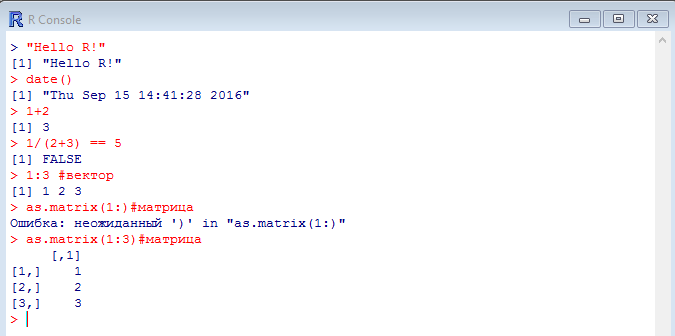 R Console
> "Hello R!"
[1] "Hello R!"
> date()
[1] "Thu Sep 15 14:41:28 2016"
> 1+2
[1] 3
> 1/(2+3) == 5
[1] FALSE
> 1:3 #вектор
[1] 1 2 3
> as.matrix(1:)#матрица
Ошибка: неожиданный ')' in "as.matrix(1:)"
> as.matrix(1:3)#матрица
     [,1]
[1,]    1
[2,]    2
[3,]    3
>